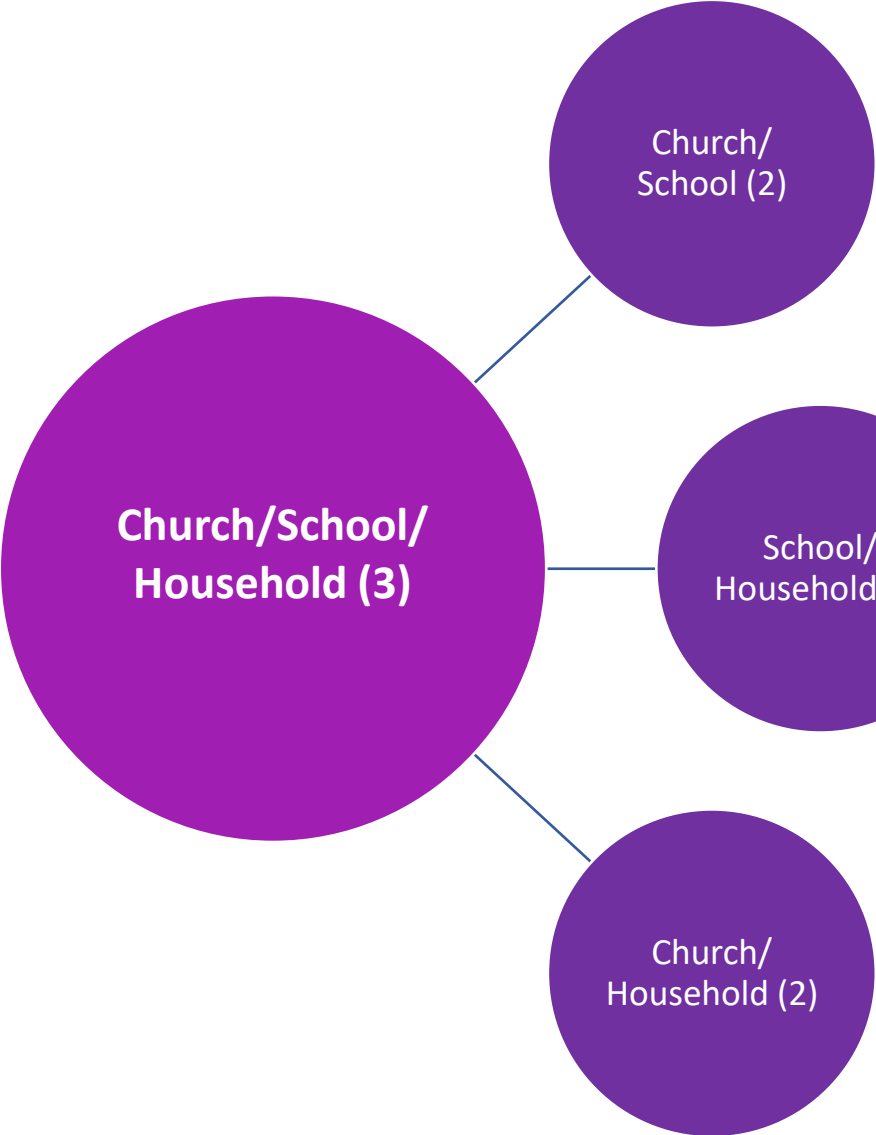 Church/
School (2)
Church/School/
Household (3)
School/
Household
Church/
Household (2)